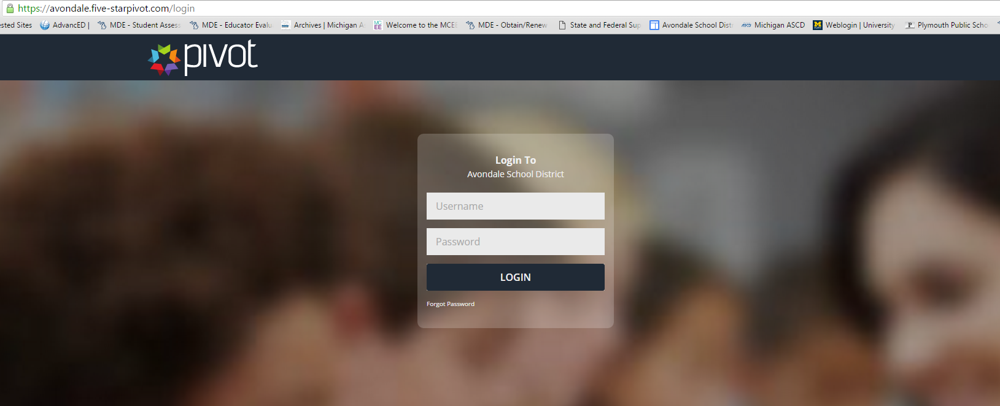 https://avondale.five-starpivot.com/login
ested Sites AdvancED | MDE - Student Assess MDE - Educator Evalu Archives | Michigan A Welcome to the MCEE MDE - Obtain/Renew State and Federal Sup Avondale School Distr ASCD Michigan ASCD M FLINT Weblogin | University P Plymouth Public Scho
pivot
Login To
Avondale School District
Username
Password
LOGIN
Forgot Password